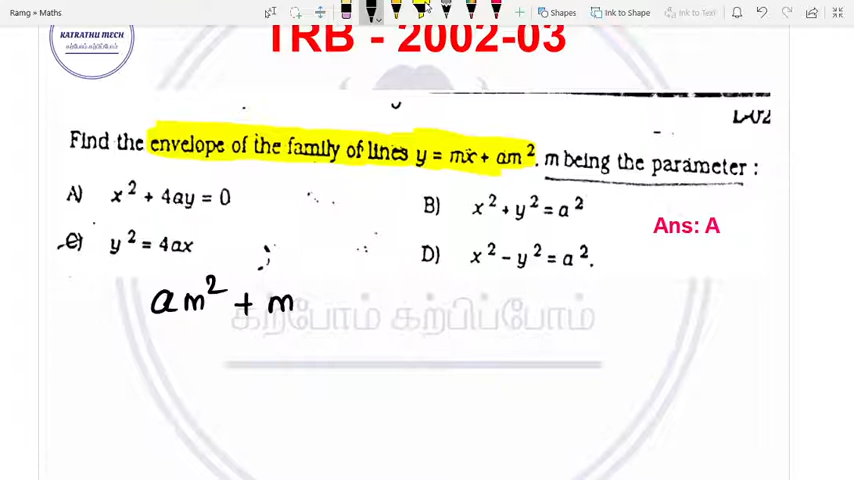 Ramg » Maths
Shapes
Ink to Shape
Ink to Text
TRB - 2002-03
KATRATHU MECH
கற்போம் கற்பிப்போம்
Find the envelope of the family of lines y = mx + am², m being the parameter :
A) x² + 4ay = 0
B) x² + y² = a²
Ans: A
C) y² = 4ax
D) x² - y² = a².
am² + m
கற்போம் கற்பிப்போம்